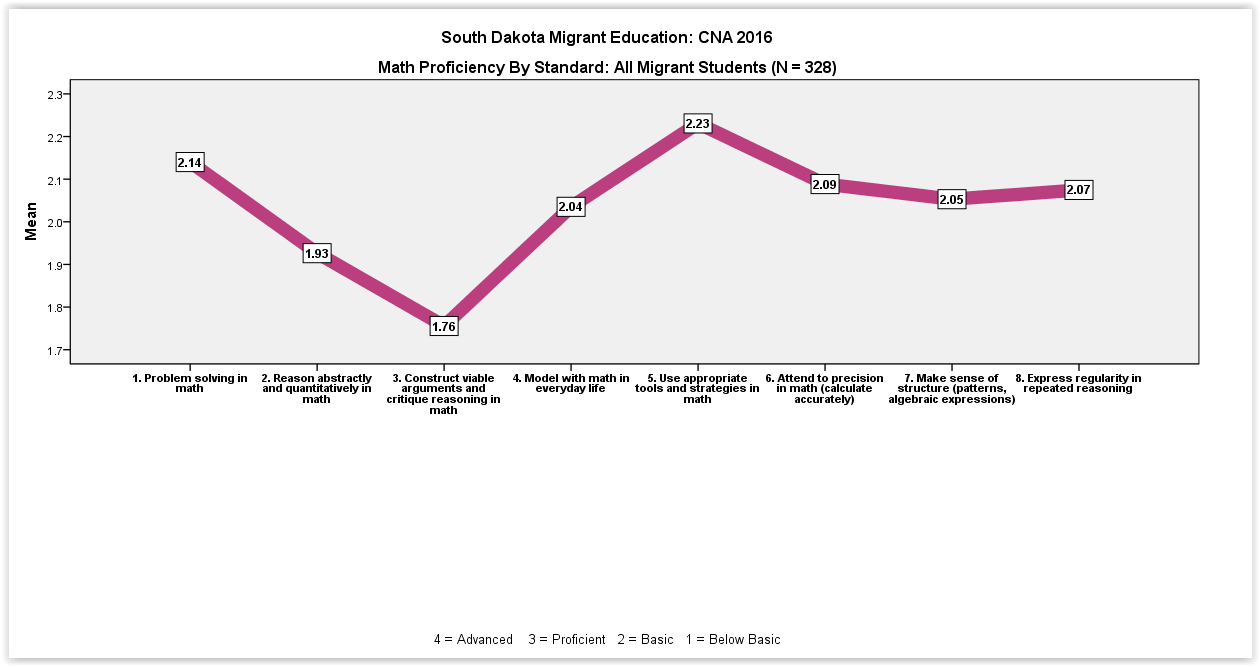 South Dakota Migrant Education: CNA 2016
Math Proficiency By Standard: All Migrant Students (N = 328)
Mean
2.3
2.2
2.1
2.0
1.9
1.8
1.7
2.14
1.93
1.76
2.04
2.23
2.09
2.05
2.07
1. Problem solving in
math
2. Reason abstractly
and quantitatively in
math
3. Construct viable
arguments and
critique reasoning in
math
4. Model with math in
everyday life
5. Use appropriate
tools and strategies in
math
6. Attend to precision
in math (calculate
accurately)
7. Make sense of
structure (patterns,
algebraic expressions)
8. Express regularity in
repeated reasoning
4 = Advanced 3 = Proficient 2 = Basic 1 = Below Basic